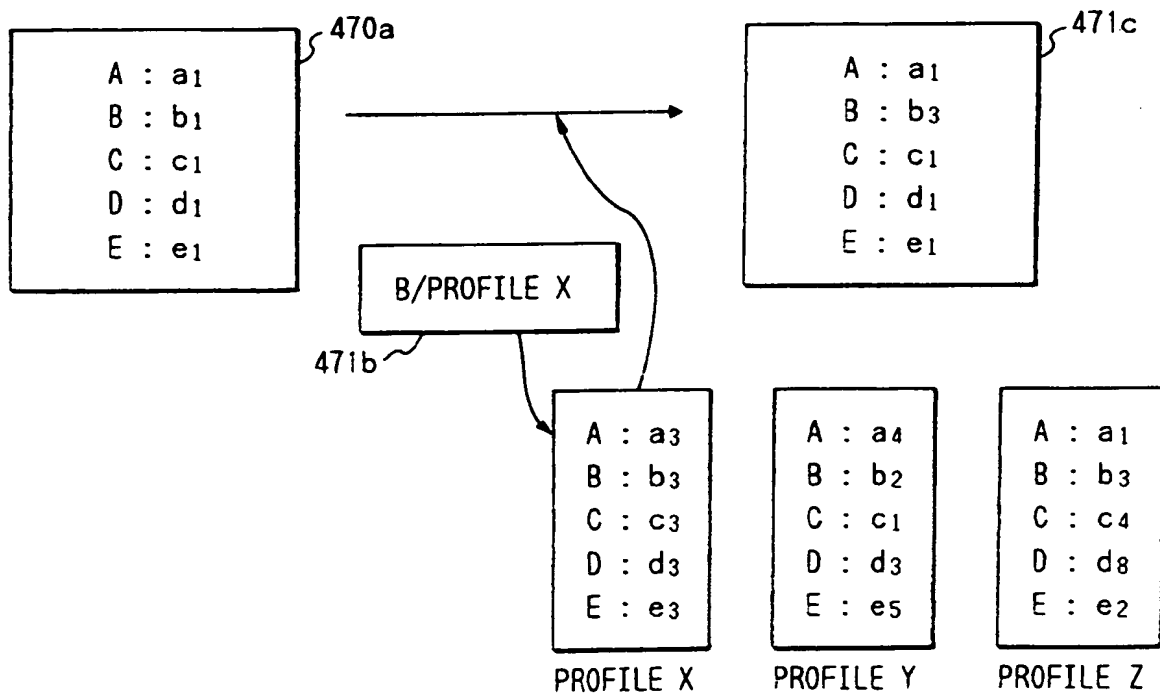 470a
A : a1
B : b1
C : c1
D : d1
E : e1
471c
A : a1
B : b3
C : c1
D : d1
E : e1
B/PROFILE X
471b
A : a3
B : b3
C : c3
D : d3
E : e3
PROFILE X
A : a4
B : b2
C : c1
D : d3
E : e5
PROFILE Y
A : a1
B : b3
C : c4
D : d8
E : e2
PROFILE Z